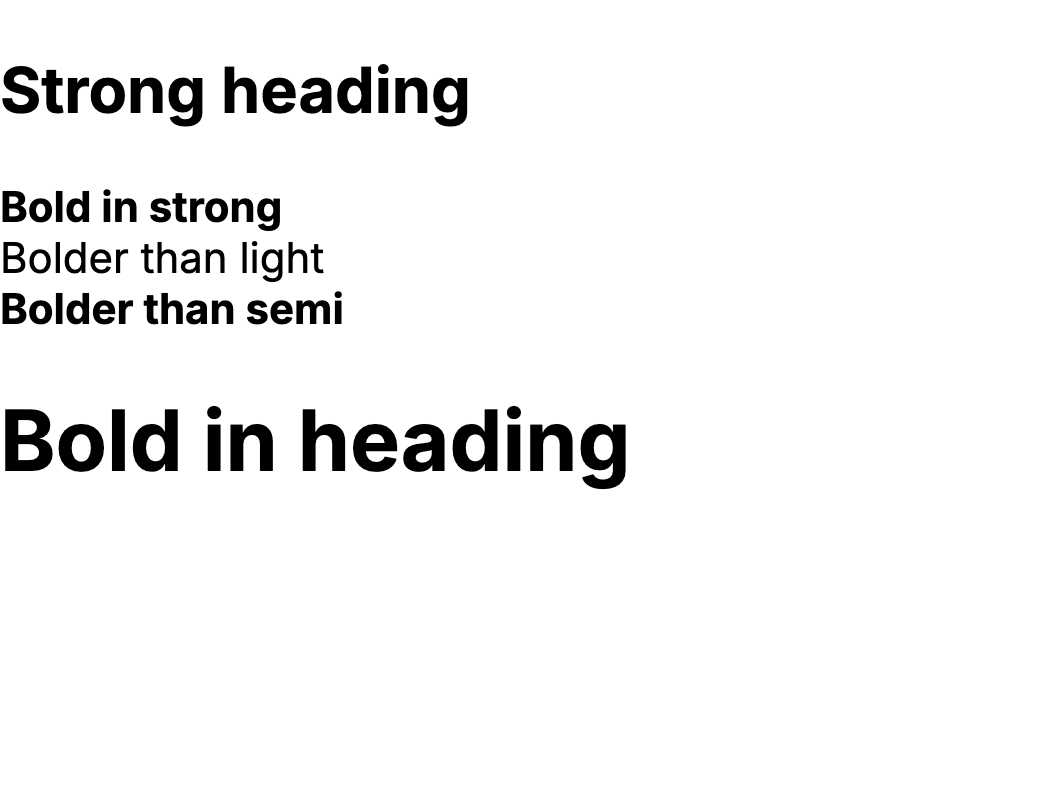 Strong heading
Bold in strong
Bolder than light
Bolder than semi
Bold in heading